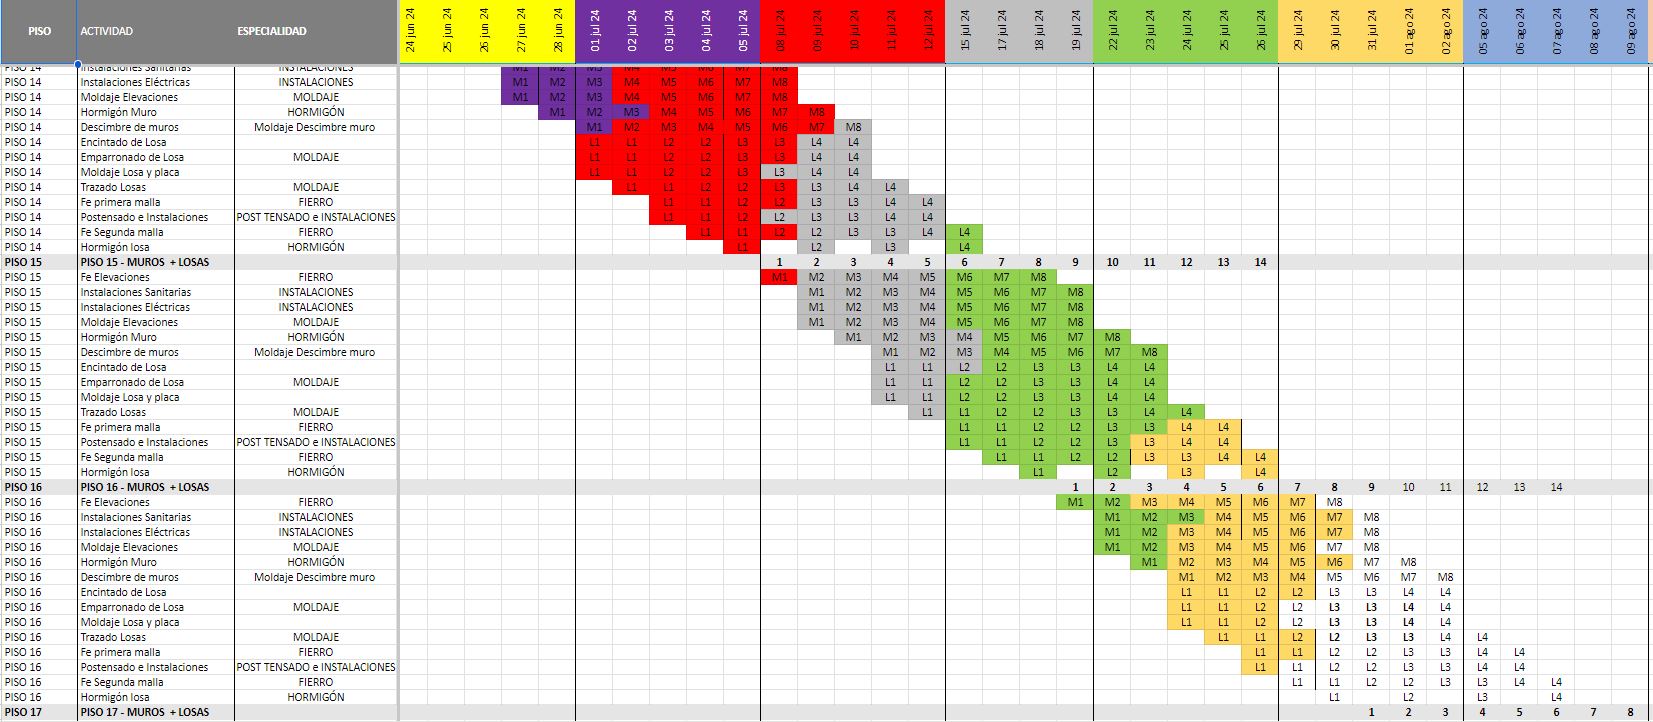 PISO ACTIVIDAD ESPECIALIDAD 24 jun 24 25 jun 24 26 jun 24 27 jun 24 28 jun 24 01 jul 24 02 jul 24 03 jul 24 04 jul 24 05 jul 24 08 jul 24 09 jul 24 10 jul 24 11 jul 24 12 jul 24 15 jul 24 17 jul 24 18 jul 24 19 jul 24 22 jul 24 23 jul 24 24 jul 24 25 jul 24 26 jul 24 29 jul 24 30 jul 24 31 jul 24 01 ago 24 02 ago 24 05 ago 24 06 ago 24 07 ago 24 08 ago 24 09 ago 24
PISO 14 Instalaciones Sanitarias INSTALACIONES M1 M2 M3 M4 M5 M6 M7 M8
PISO 14 Instalaciones Eléctricas INSTALACIONES M1 M2 M3 M4 M5 M6 M7 M8
PISO 14 Moldaje Elevaciones MOLDAJE M1 M2 M3 M4 M5 M6 M7 M8
PISO 14 Hormigón Muro HORMIGÓN M1 M2 M3 M4 M5 M6 M7 M8
PISO 14 Descimbre de muros Moldaje Descimbre muro M1 M2 M3 M4 M5 M6 M7 M8
PISO 14 Encintado de Losa L1 L1 L2 L2 L3 L3 L4 L4
PISO 14 Emparronado de Losa MOLDAJE L1 L1 L2 L2 L3 L3 L4 L4
PISO 14 Moldaje Losa y placa L1 L1 L2 L2 L3 L3 L4 L4
PISO 14 Trazado Losas MOLDAJE L1 L1 L2 L2 L3 L3 L4 L4
PISO 14 Fe primera malla FIERRO L1 L1 L2 L2 L3 L3 L4 L4
PISO 14 Postensado e Instalaciones POST TENSADO e INSTALACIONES L1 L1 L2 L2 L3 L3 L4 L4
PISO 14 Fe Segunda malla FIERRO L1 L1 L2 L2 L3 L3 L4 L4
PISO 14 Hormigón losa HORMIGÓN L1 L2 L3 L4
PISO 15 PISO 15 - MUROS + LOSAS 1 2 3 4 5 6 7 8 9 10 11 12 13 14
PISO 15 Fe Elevaciones FIERRO M1 M2 M3 M4 M5 M6 M7 M8
PISO 15 Instalaciones Sanitarias INSTALACIONES M1 M2 M3 M4 M5 M6 M7 M8
PISO 15 Instalaciones Eléctricas INSTALACIONES M1 M2 M3 M4 M5 M6 M7 M8
PISO 15 Moldaje Elevaciones MOLDAJE M1 M2 M3 M4 M5 M6 M7 M8
PISO 15 Hormigón Muro HORMIGÓN M1 M2 M3 M4 M5 M6 M7 M8
PISO 15 Descimbre de muros Moldaje Descimbre muro M1 M2 M3 M4 M5 M6 M7 M8
PISO 15 Encintado de Losa L1 L1 L2 L2 L3 L3 L4 L4
PISO 15 Emparronado de Losa MOLDAJE L1 L1 L2 L2 L3 L3 L4 L4
PISO 15 Moldaje Losa y placa L1 L1 L2 L2 L3 L3 L4 L4
PISO 15 Trazado Losas MOLDAJE L1 L1 L2 L2 L3 L3 L4 L4
PISO 15 Fe primera malla FIERRO L1 L1 L2 L2 L3 L3 L4 L4
PISO 15 Postensado e Instalaciones POST TENSADO e INSTALACIONES L1 L1 L2 L2 L3 L3 L4 L4
PISO 15 Fe Segunda malla FIERRO L1 L1 L2 L2 L3 L3 L4 L4
PISO 15 Hormigón losa HORMIGÓN L1 L2 L3 L4
PISO 16 PISO 16 - MUROS + LOSAS 1 2 3 4 5 6 7 8 9 10 11 12 13 14
PISO 16 Fe Elevaciones FIERRO M1 M2 M3 M4 M5 M6 M7 M8
PISO 16 Instalaciones Sanitarias INSTALACIONES M1 M2 M3 M4 M5 M6 M7 M8
PISO 16 Instalaciones Eléctricas INSTALACIONES M1 M2 M3 M4 M5 M6 M7 M8
PISO 16 Moldaje Elevaciones MOLDAJE M1 M2 M3 M4 M5 M6 M7 M8
PISO 16 Hormigón Muro HORMIGÓN M1 M2 M3 M4 M5 M6 M7 M8
PISO 16 Descimbre de muros Moldaje Descimbre muro M1 M2 M3 M4 M5 M6 M7 M8
PISO 16 Encintado de Losa L1 L1 L2 L2 L3 L3 L4 L4
PISO 16 Emparronado de Losa MOLDAJE L1 L1 L2 L2 L3 L3 L4 L4
PISO 16 Moldaje Losa y placa L1 L1 L2 L2 L3 L3 L4 L4
PISO 16 Trazado Losas MOLDAJE L1 L1 L2 L2 L3 L3 L4 L4
PISO 16 Fe primera malla FIERRO L1 L1 L2 L2 L3 L3 L4 L4
PISO 16 Postensado e Instalaciones POST TENSADO e INSTALACIONES L1 L1 L2 L2 L3 L3 L4 L4
PISO 16 Fe Segunda malla FIERRO L1 L1 L2 L2 L3 L3 L4 L4
PISO 16 Hormigón losa HORMIGÓN L1 L2 L3 L4
PISO 17 PISO 17 - MUROS + LOSAS 1 2 3 4 5 6 7 8